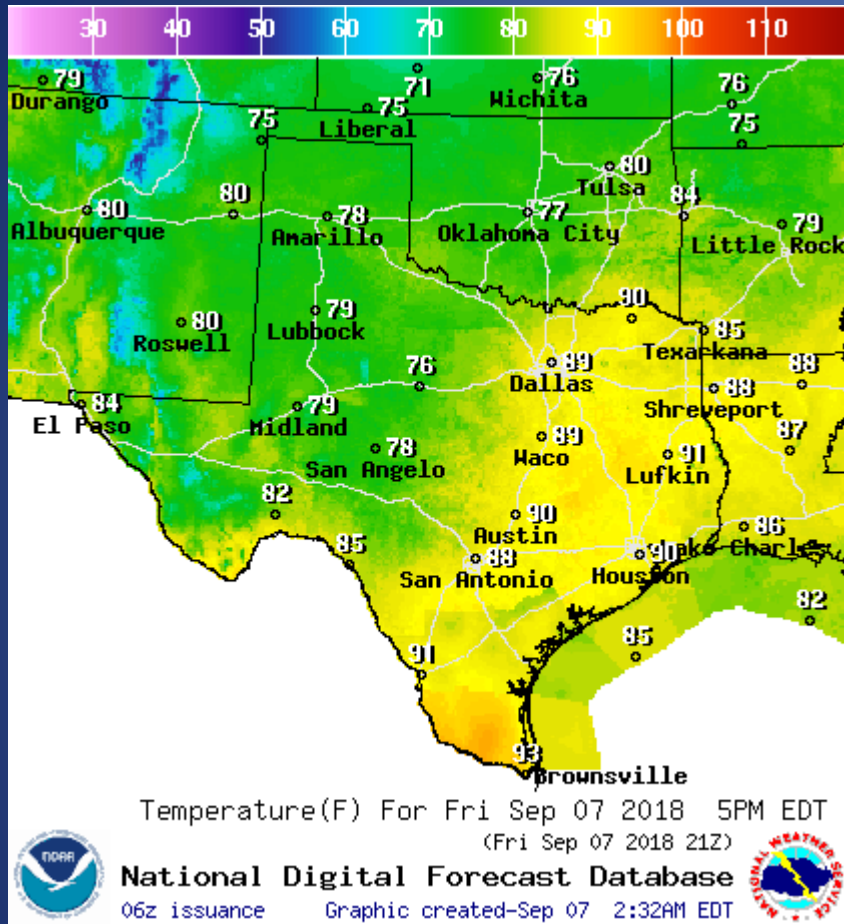 30 40 50 60 70 80 90 100 110
79
Durango
71
76
Wichita
75
Liberal
76
75
75
80
Tulsa
80
Albuquerque
80
78
Amarillo
77
Oklahoma City
84
79
Little Rock
80
Roswell
79
Lubbock
90
85
Texarkana
89
Dallas
88
Shreveport
88
76
84
El Paso
79
Midland
78
San Angelo
89
Waco
91
Lufkin
87
82
90
Austin
86
Lake Charles
85
88
San Antonio
90
Houston
82
85
91
93
Brownsville
Temperature(F) For Fri Sep 07 2018 5PM EDT
(Fri Sep 07 2018 21Z)
National Digital Forecast Database
06z issuance Graphic created-Sep 07 2:32AM EDT
NOAA
NATIONAL WEATHER SERVICE